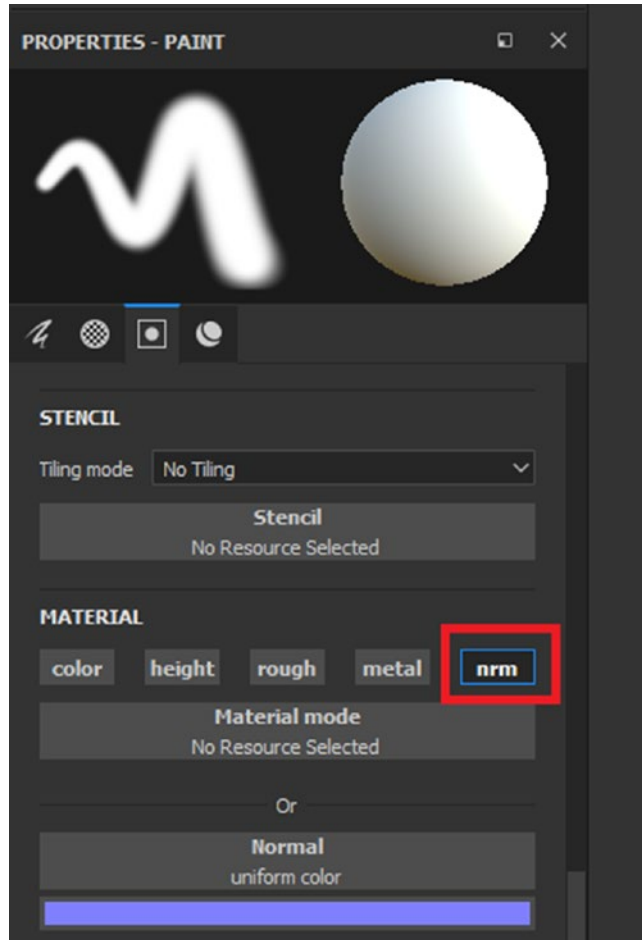 PROPERTIES - PAINT
STENCIL
Tiling mode No Tiling
Stencil
No Resource Selected
MATERIAL
color height rough metal nrm
Material mode
No Resource Selected
Or
Normal
uniform color